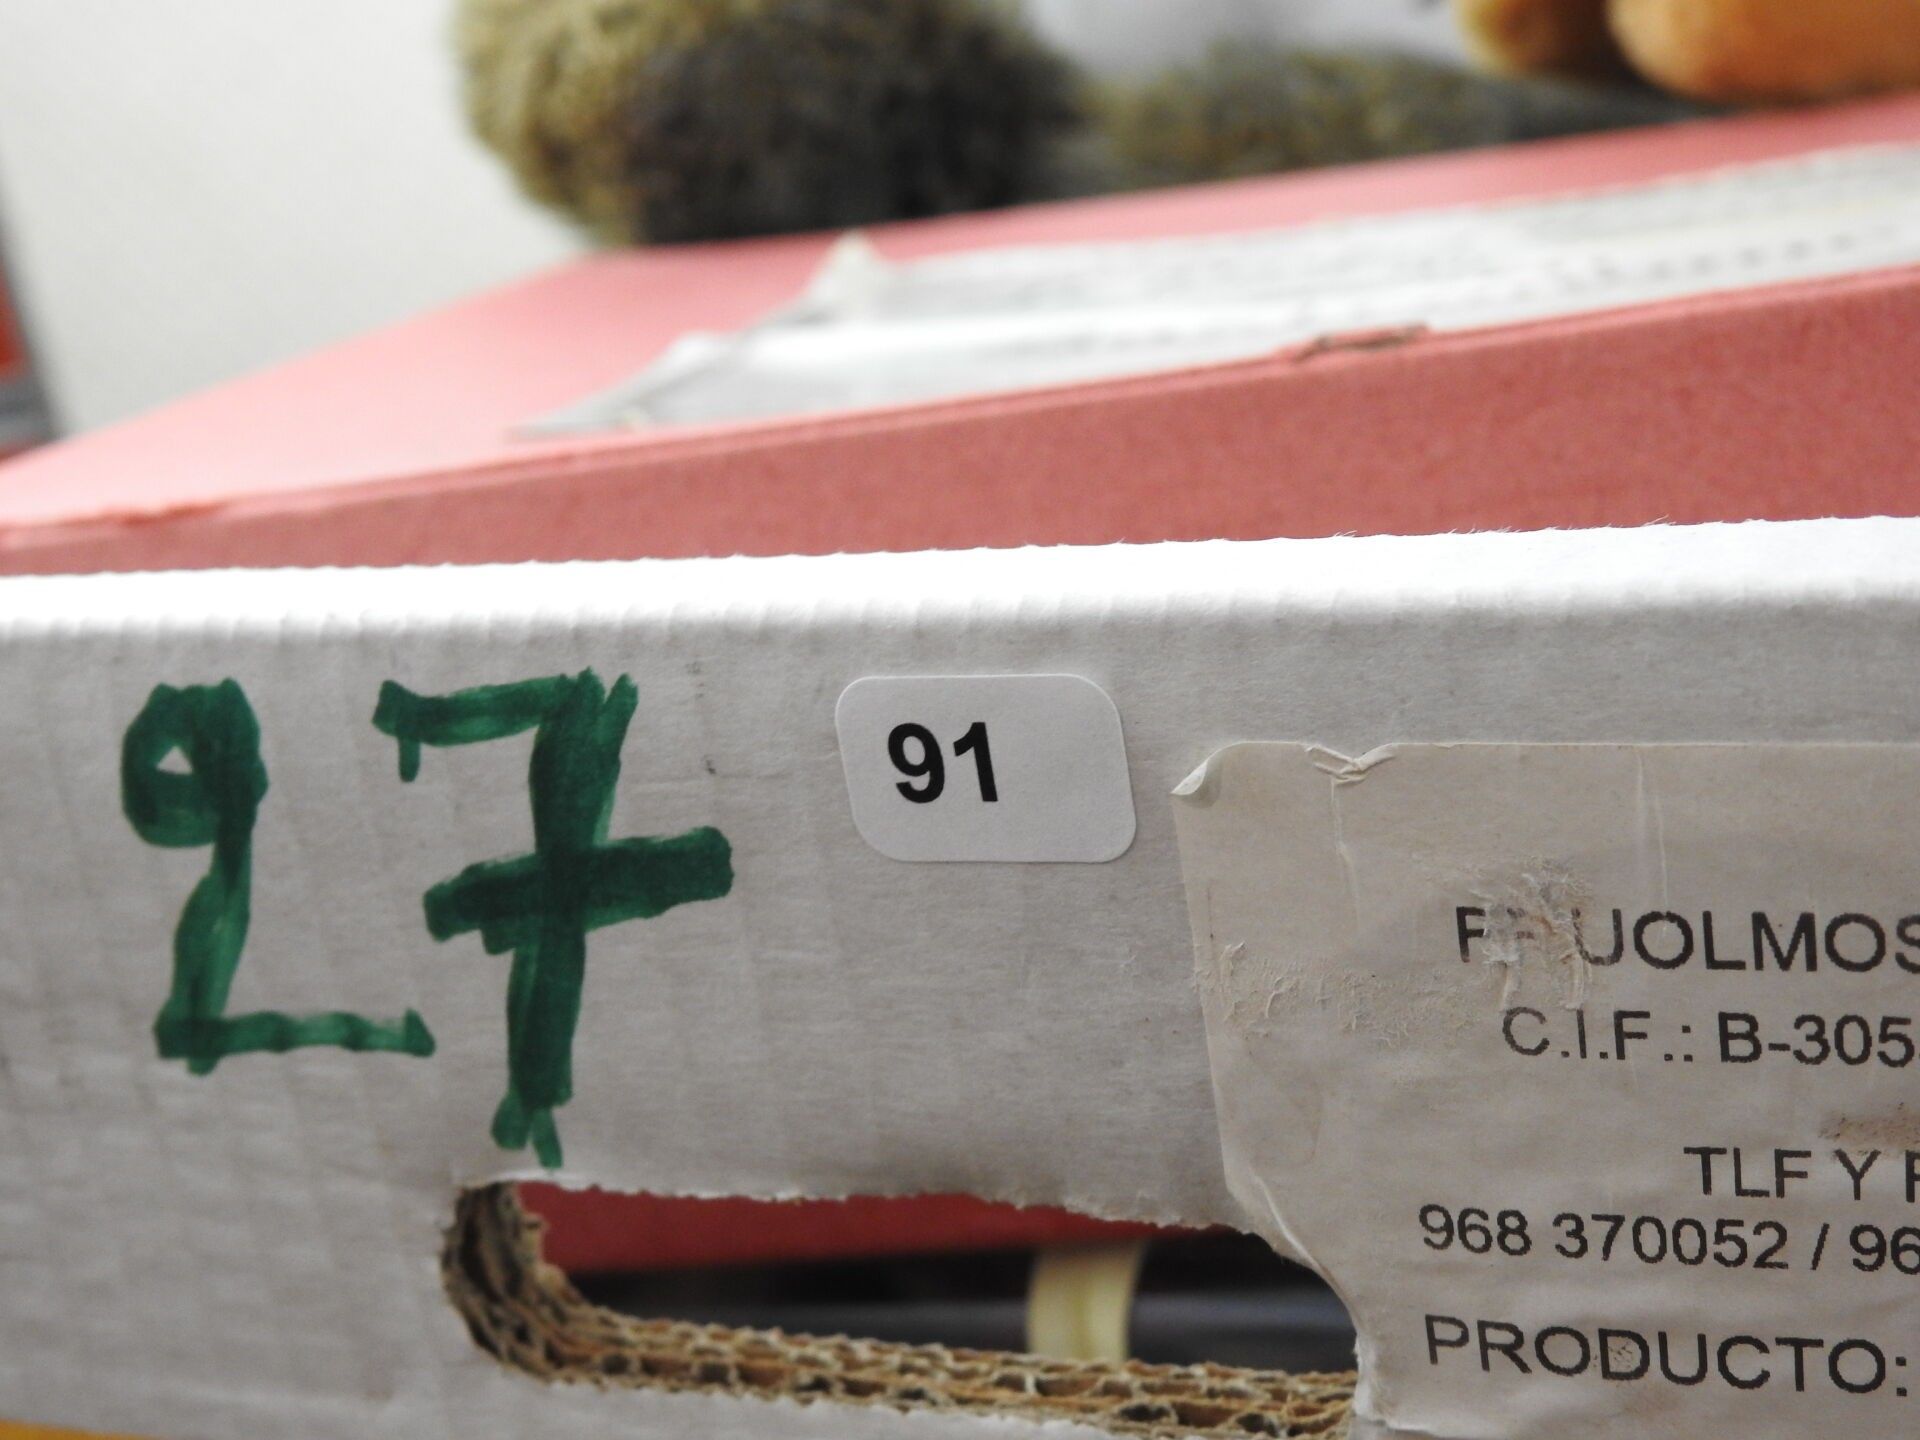 27
91
C.I.F.: B-305
TLF Y
968 370052 / 96
PRODUCTO: